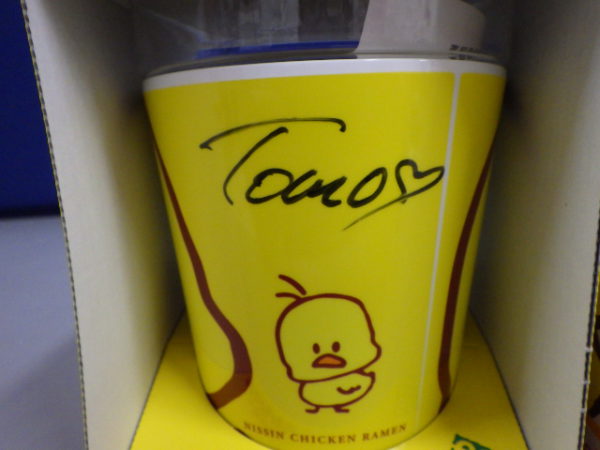 Tomo♡
NISSIN CHICKEN RAMEN